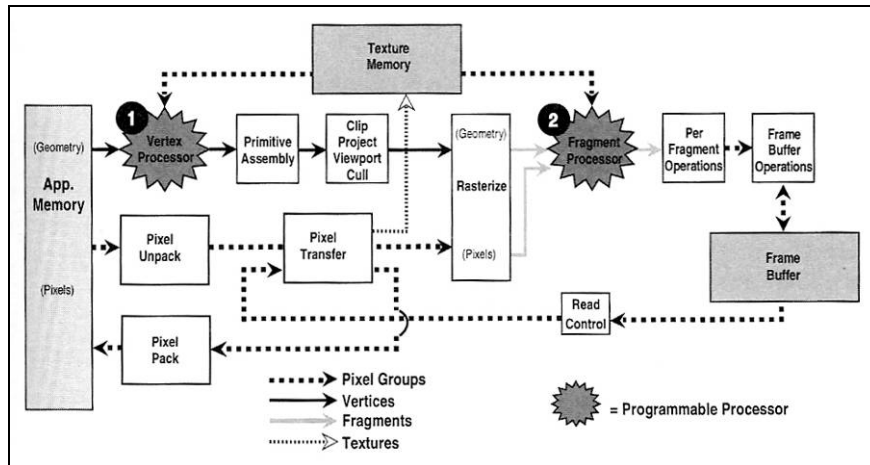 Texture
Memory
1
Vertex
Processor
Primitive
Assembly
Clip
Project
Viewport
Cull
(Geometry)
Rasterize
(Pixels)
2
Fragment
Processor
Per
Fragment
Operations
Frame
Buffer
Operations
(Geometry)
App.
Memory
(Pixels)
Pixel
Unpack
Pixel
Transfer
Frame
Buffer
Read
Control
Pixel
Pack
Pixel Groups
Vertices
Fragments
Textures
= Programmable Processor